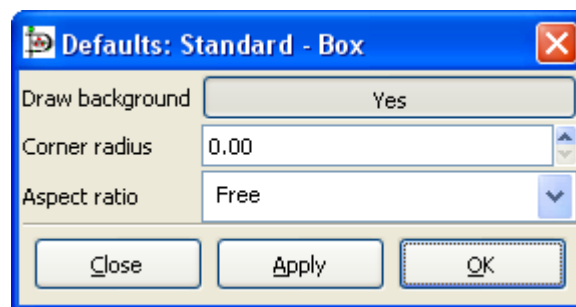 Defaults: Standard - Box
Draw background Yes
Corner radius 0.00
Aspect ratio Free
Close Apply OK